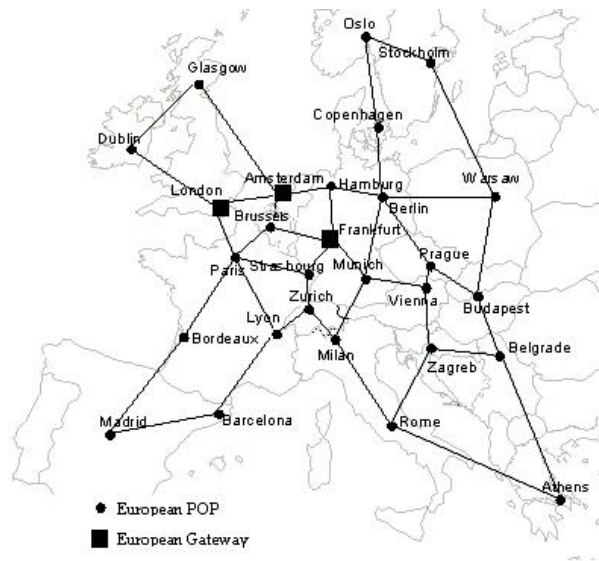 Oslo
Stockholm
Glasgow
Copenhagen
Dublin
Amsterdam
Hamburg
Warsaw
London
Berlin
Brussels
Frankfurt
Prague
Paris
Strasbourg
Munich
Zurich
Vienna
Budapest
Lyon
Bordeaux
Milan
Belgrade
Zagreb
Madrid
Barcelona
Rome
Athens
European POP
European Gateway